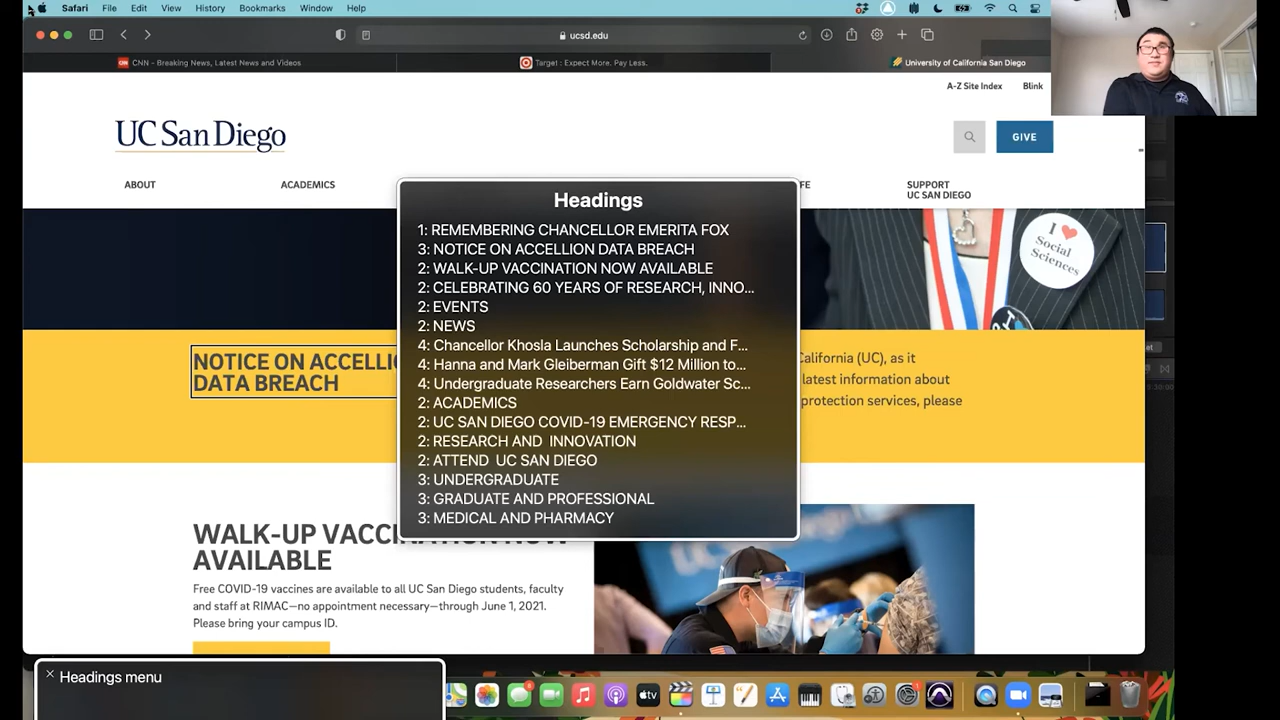 Safari File Edit View History Bookmarks Window Help
ucsd.edu
CNN - Breaking News, Latest News and Videos
Target : Expect More. Pay Less.
University of California San Diego
A-Z Site Index Blink
UC San Diego
GIVE
ABOUT ACADEMICS FE SUPPORT
UC SAN DIEGO
Headings
1: REMEMBERING CHANCELLOR EMERITA FOX
3: NOTICE ON ACCELLION DATA BREACH
2: WALK-UP VACCINATION NOW AVAILABLE
2: CELEBRATING 60 YEARS OF RESEARCH, INNO...
2: EVENTS
2: NEWS
4: Chancellor Khosla Launches Scholarship and F...
4: Hanna and Mark Gleiberman Gift $12 Million to...
4: Undergraduate Researchers Earn Goldwater Sc...
2: ACADEMICS
2: UC SAN DIEGO COVID-19 EMERGENCY RESP...
2: RESEARCH AND INNOVATION
2: ATTEND UC SAN DIEGO
3: UNDERGRADUATE
3: GRADUATE AND PROFESSIONAL
3: MEDICAL AND PHARMACY
I ❤ Social Sciences
NOTICE ON ACCELLI
DATA BREACH
California (UC), as it
latest information about
protection services, please
WALK-UP VACCINATION NOW
AVAILABLE
Free COVID-19 vaccines are available to all UC San Diego students, faculty
and staff at RIMAC—no appointment necessary—through June 1, 2021.
Please bring your campus ID.
Headings menu
tv